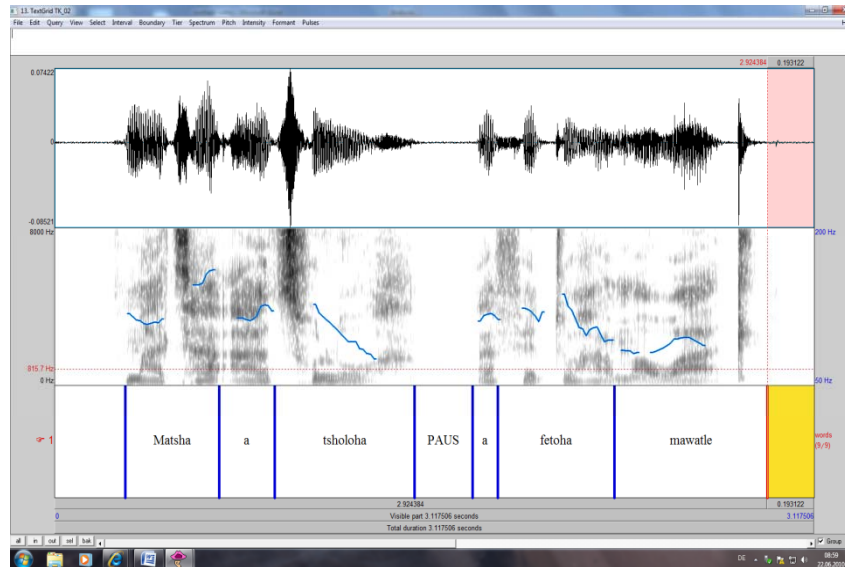 13. TextGrid TK_02
File Edit Query View Select Interval Boundary Tier Spectrum Pitch Intensity Formant Pulses H
2.924384 0.193122
0.07422
0
-0.08521
8000 Hz 200 Hz
815.7 Hz
0 Hz 50 Hz
1 Matsha a tsholoha PAUS a fetoha mawatle words
(9/9)
2.924384 0.193122
0 Visible part 3.117506 seconds 3.117506
Total duration 3.117506 seconds
all in out sel bak Group
DE 08:59
22.06.2010